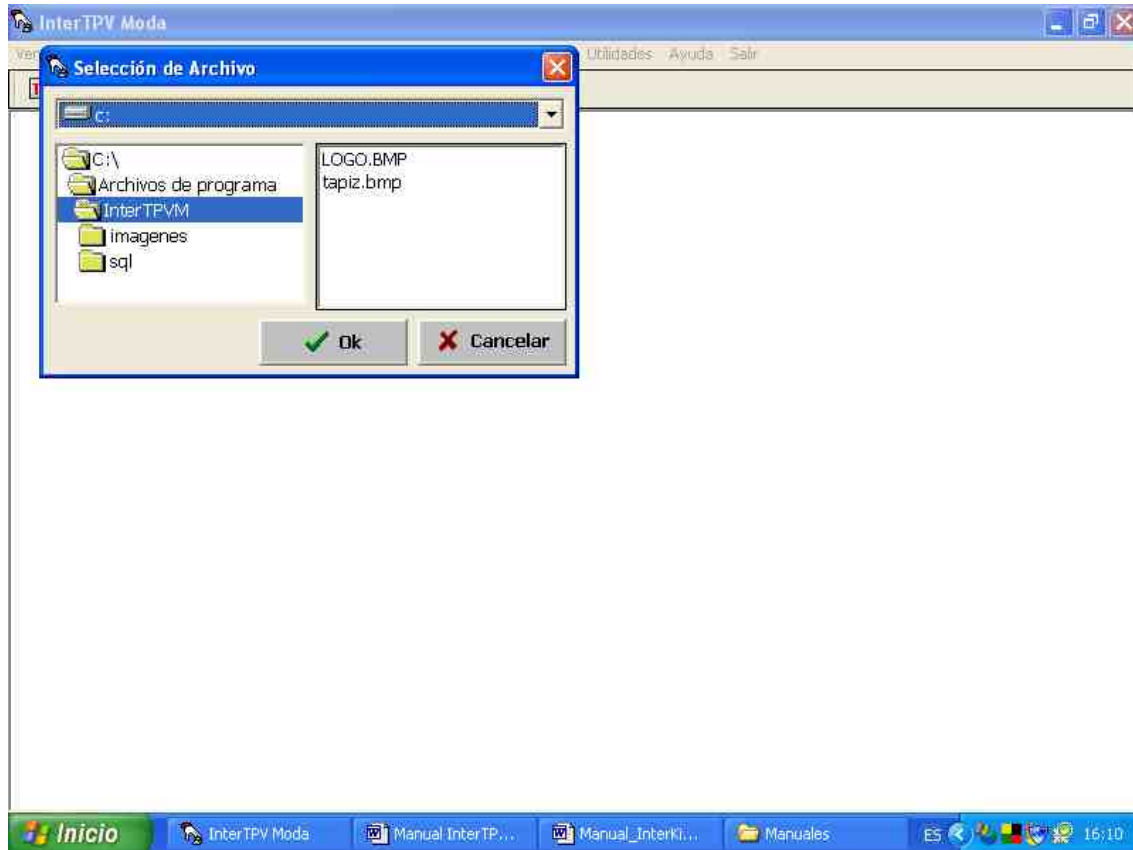 InterTPV Moda
Ver
Utilidades Ayuda Salir
Selección de Archivo
c:
C:\
Archivos de programa
InterTPVM
imagenes
sql
LOGO.BMP
tapiz.bmp
Ok
Cancelar
Inicio
InterTPV Moda
Manual InterTP...
Manual_InterKi...
Manuales
ES
16:10